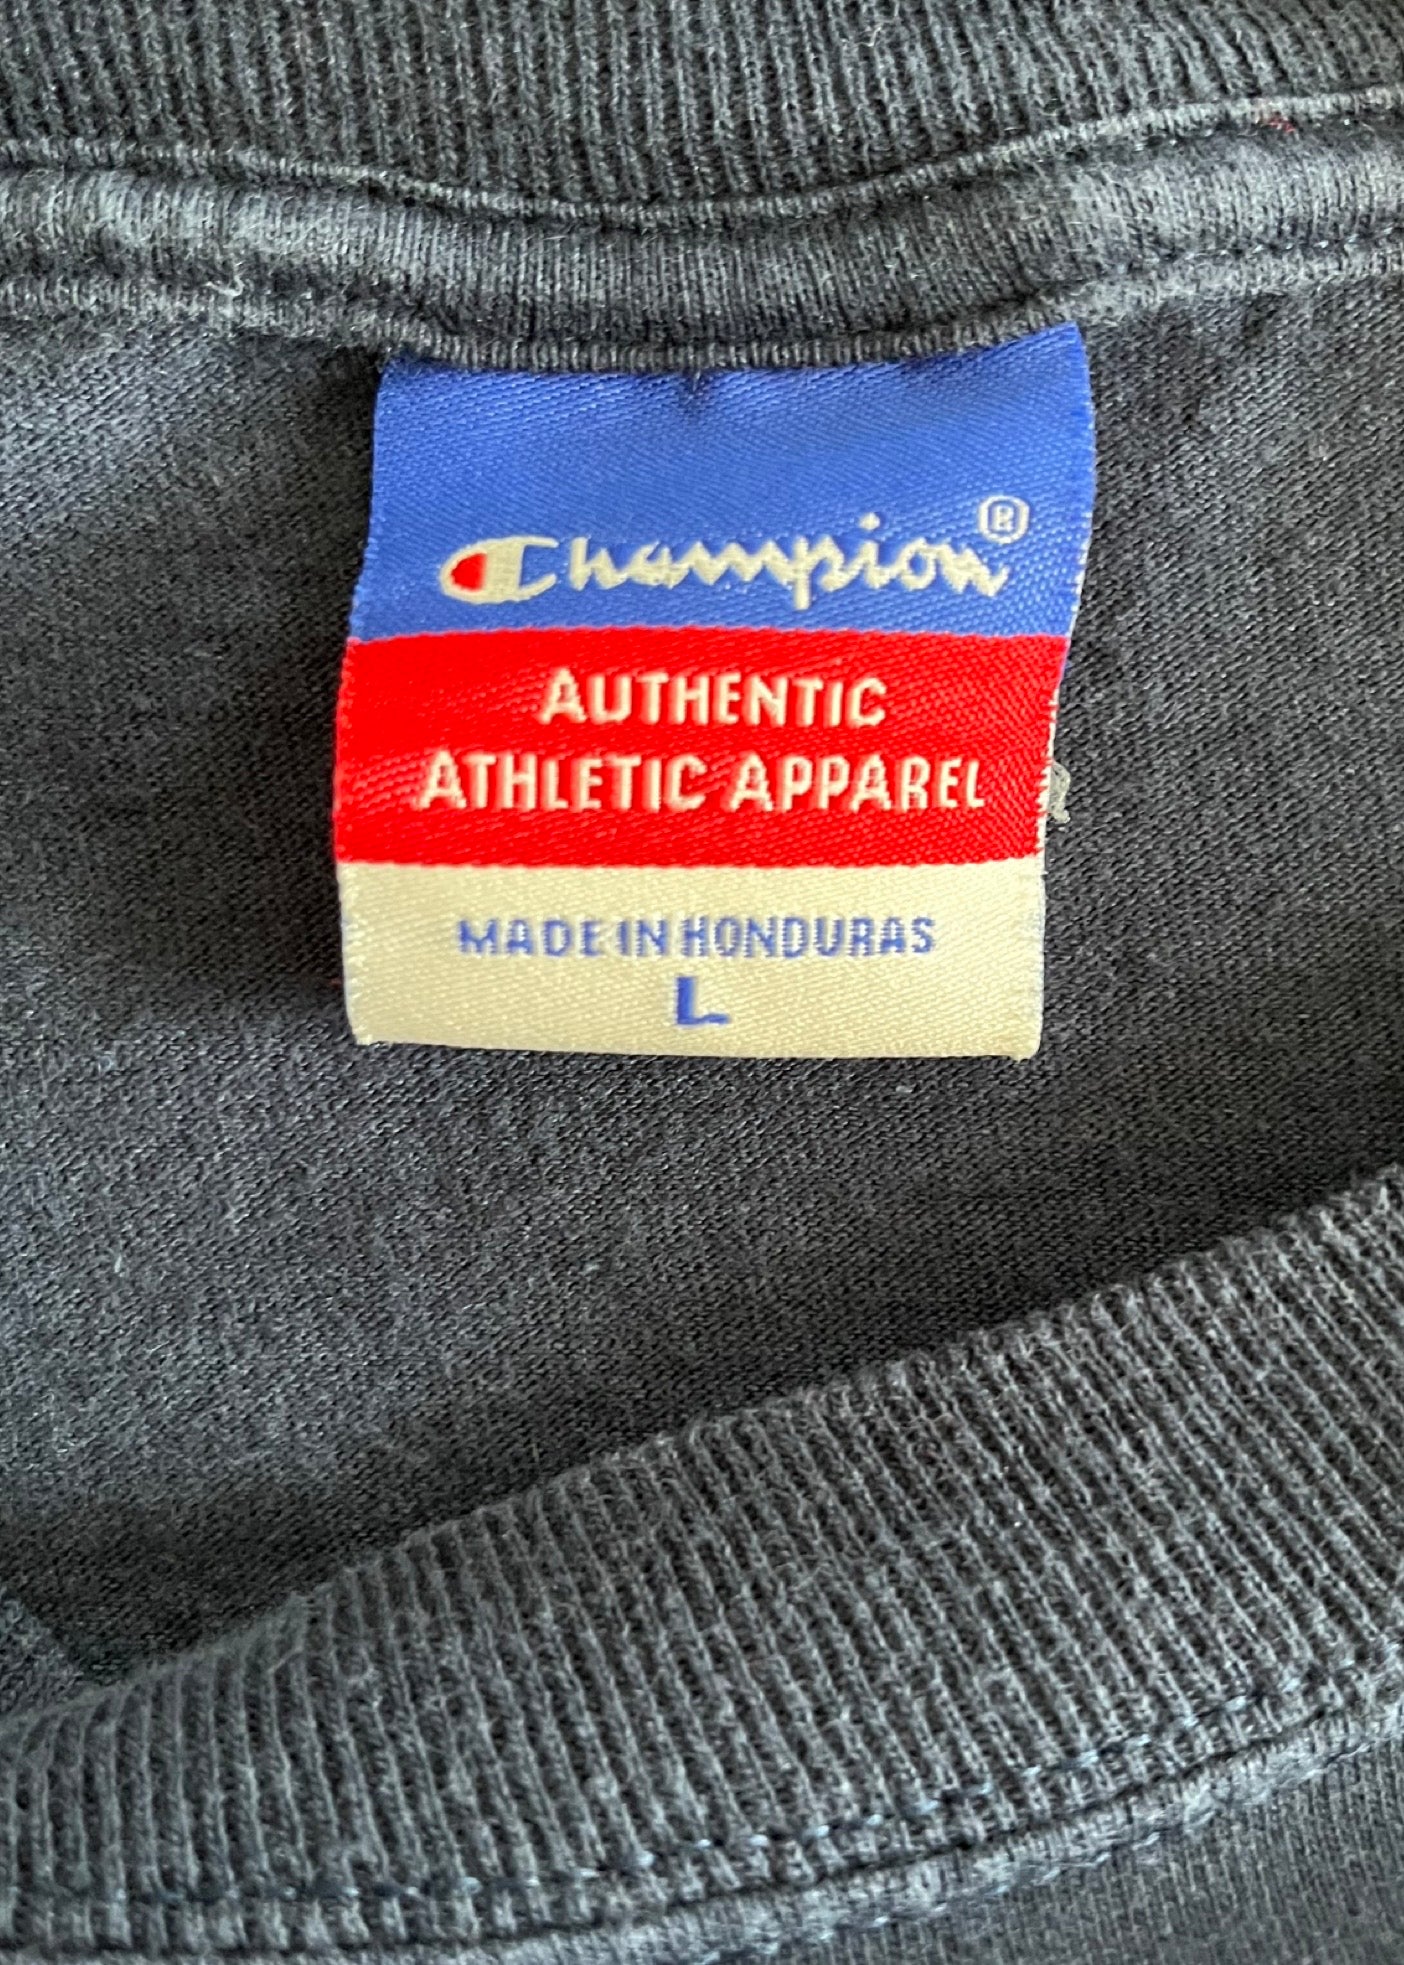 Champion®
AUTHENTIC
ATHLETIC APPAREL
MADE IN HONDURAS
L